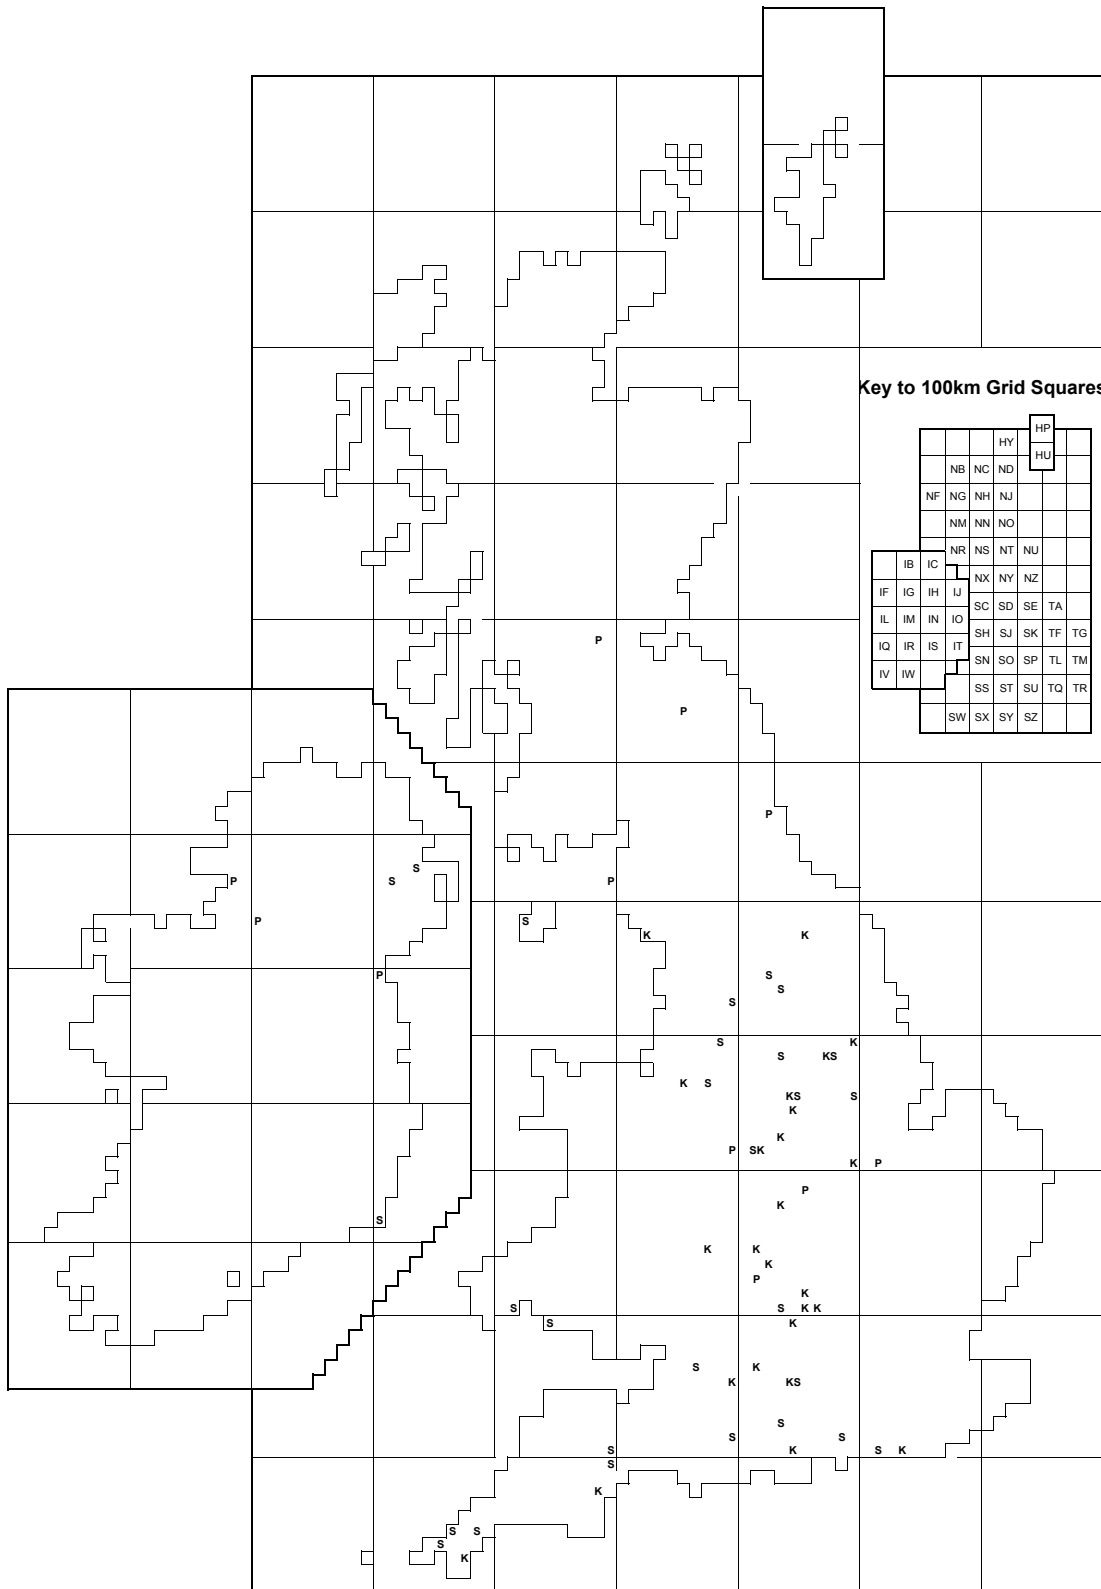 Key to 100km Grid Squares
HP
HY
HU
NB NC ND
NF NG NH NJ
NM NN NO
NR NS NT NU
IB IC
NX NY NZ
IF IG IH IJ
SC SD SE TA
IL IM IN IO
SH SJ SK TF TG
IQ IR IS IT
SN SO SP TL TM
IV IW
SS ST SU TQ TR
SW SX SY SZ
P
P
P
S
P S P
P S
K K
P S
S
S
S K
S KS
K S
KS S
K
K
P SK
K P
P
K
S
K K
K
P
K
S S K K
S K
S K
K KS
S
S S
S K S K
S
K
S S
S
K